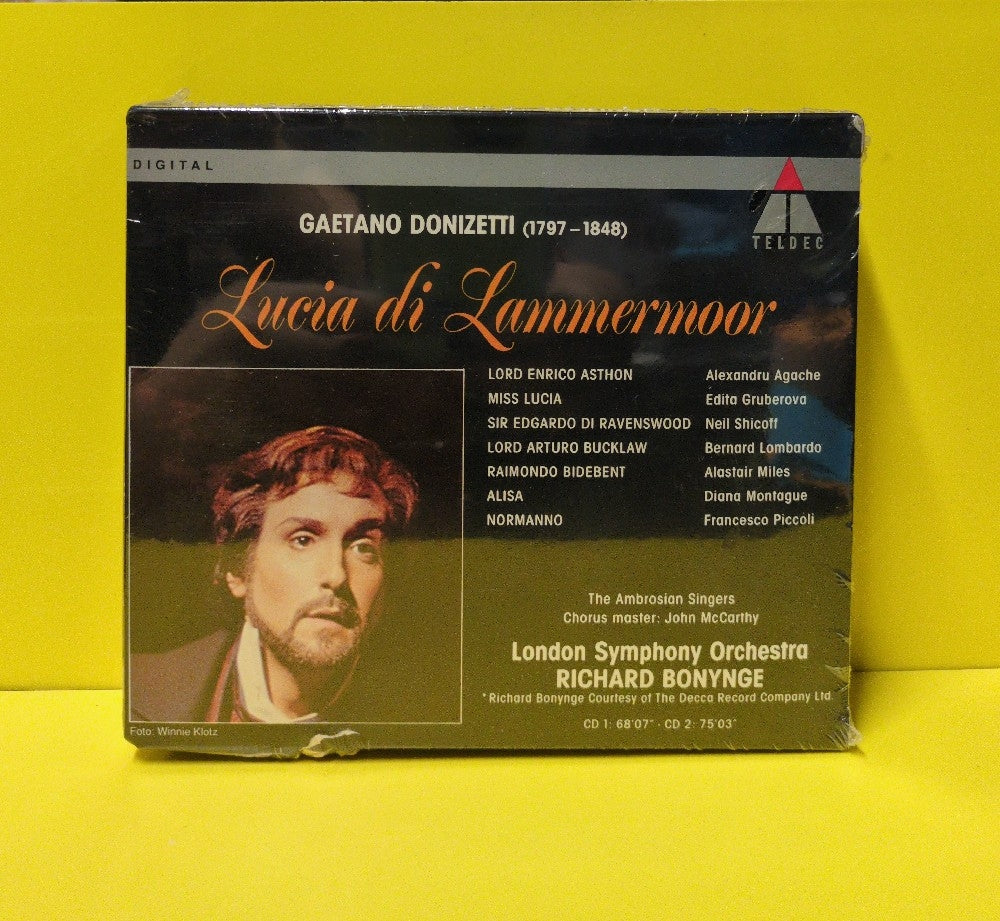 DIGITAL
TELDEC
GAETANO DONIZETTI (1797–1848)
Lucia di Lammermoor
LORD ENRICO ASTHON Alexandru Agache
MISS LUCIA Edita Gruberova
SIR EDGARDO DI RAVENSWOOD Neil Shicoff
LORD ARTURO BUCKLAW Bernard Lombardo
RAIMONDO BIDEBENT Alastair Miles
ALISA Diana Montague
NORMANNO Francesco Piccoli
The Ambrosian Singers
Chorus master: John McCarthy
London Symphony Orchestra
RICHARD BONYNGE
*Richard Bonynge Courtesy of The Decca Record Company Ltd.
CD 1: 68'07" · CD 2: 75'03"
Foto: Winnie Klotz